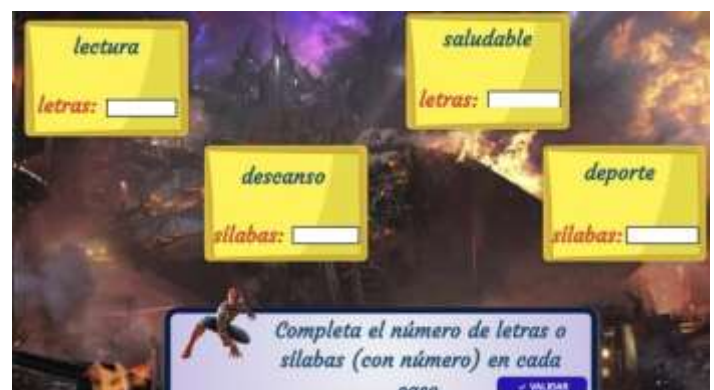 lectura
letras:
saludable
letras:
descanso
sílabas:
deporte
sílabas:
Completa el número de letras o
sílabas (con número) en cada
caso
✓ VALIDAR